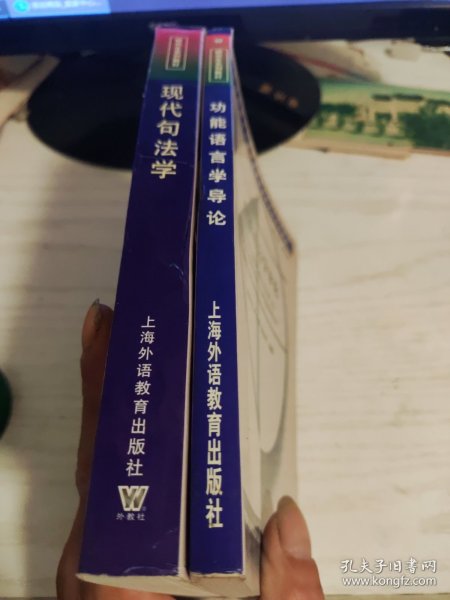 现代句法学
上海外语教育出版社
外教社
功能语言学导论
上海外语教育出版社
孔夫子旧书网
www.kongfz.com